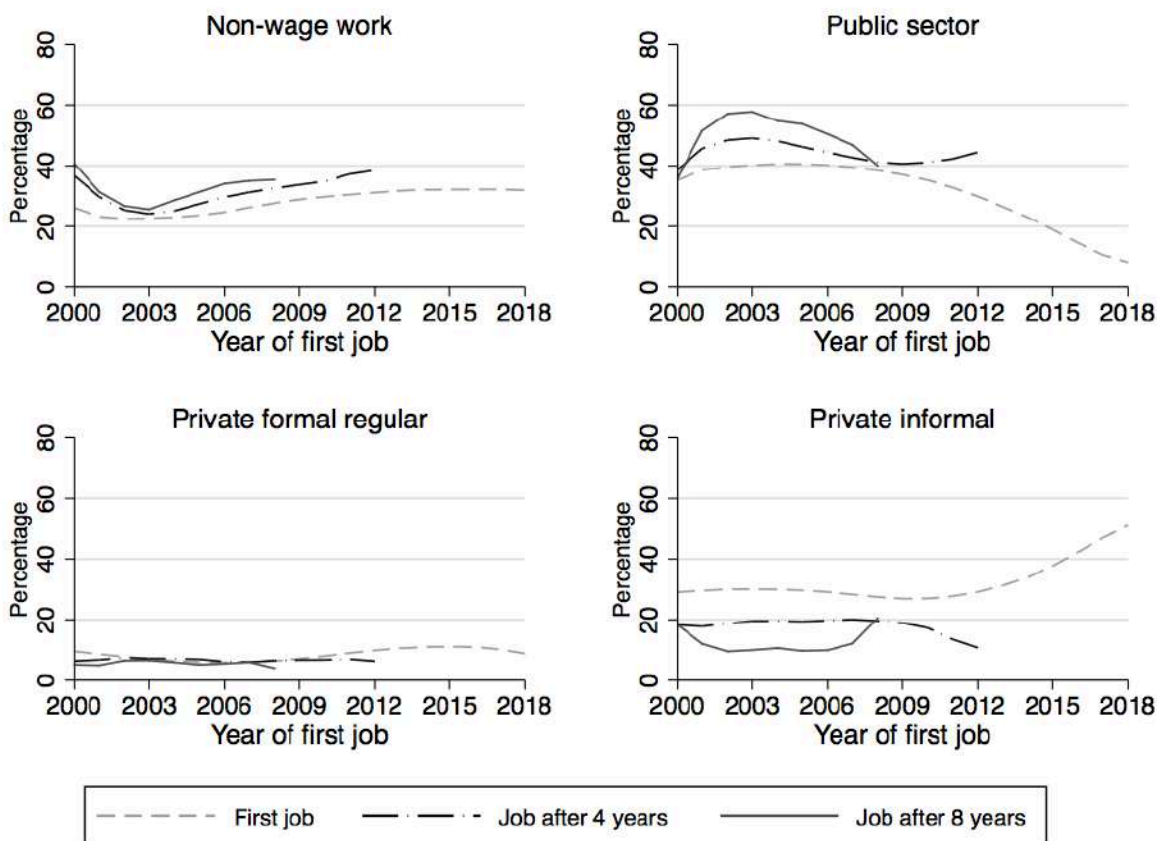 Non-wage work
Percentage
80
60
40
20
0
2000 2003 2006 2009 2012 2015 2018
Year of first job
Public sector
Percentage
80
60
40
20
0
2000 2003 2006 2009 2012 2015 2018
Year of first job
Private formal regular
Percentage
80
60
40
20
0
2000 2003 2006 2009 2012 2015 2018
Year of first job
Private informal
Percentage
80
60
40
20
0
2000 2003 2006 2009 2012 2015 2018
Year of first job
First job Job after 4 years Job after 8 years